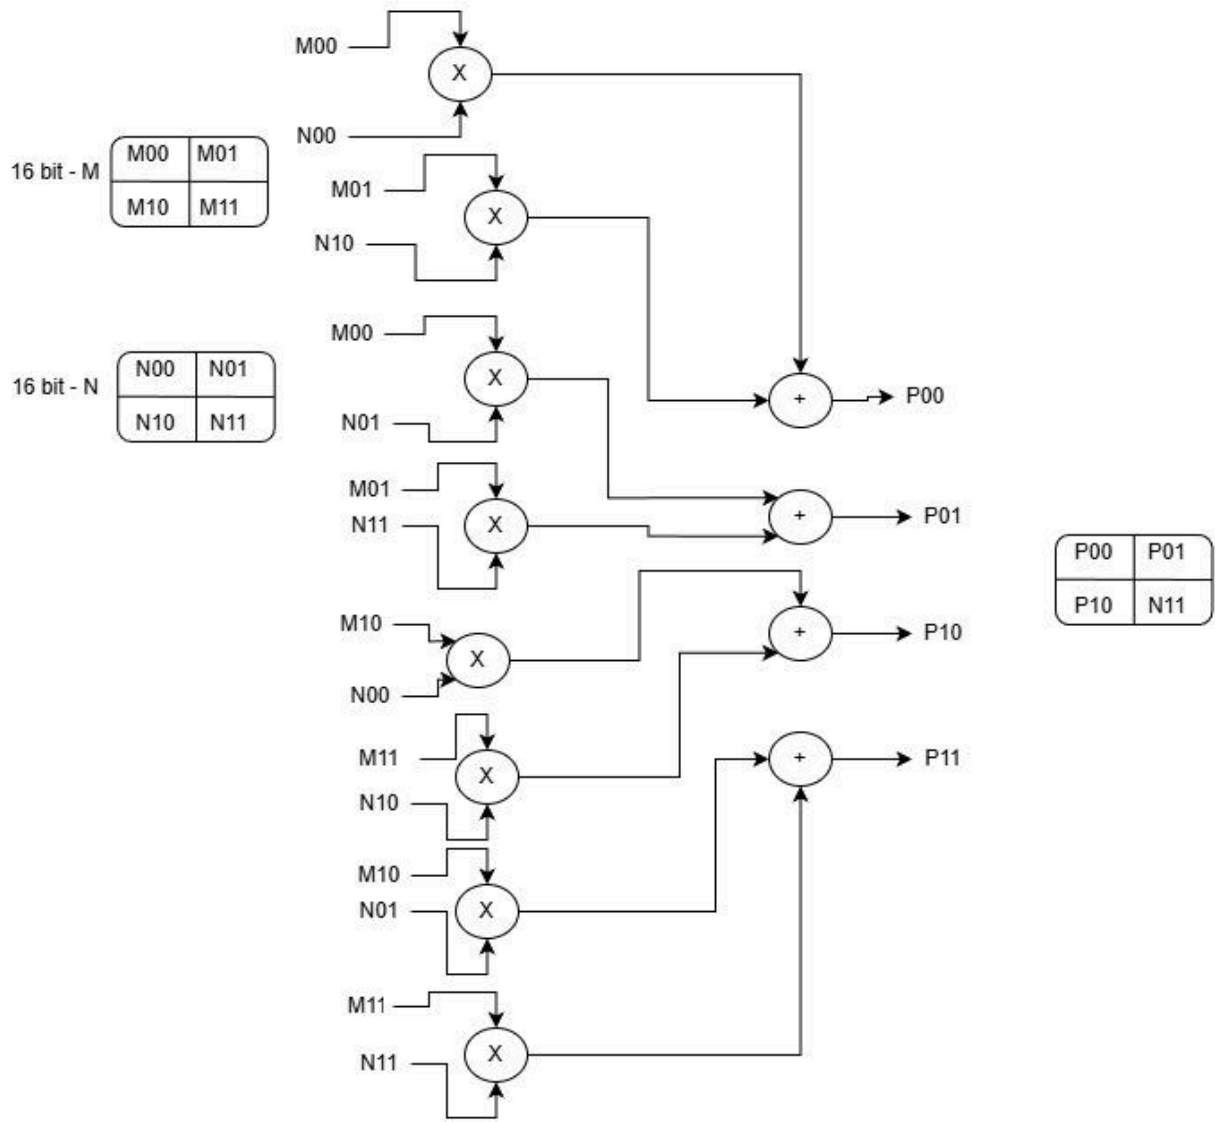 M00
X
N00
16 bit - M
M00 M01
M10 M11
M01
X
N10
M00
X
N01
16 bit - N
N00 N01
N10 N11
+
P00
M01
X
N11
+
P01
P00 P01
P10 N11
M10
X
N00
+
P10
M11
X
N10
+
P11
M10
X
N01
M11
X
N11